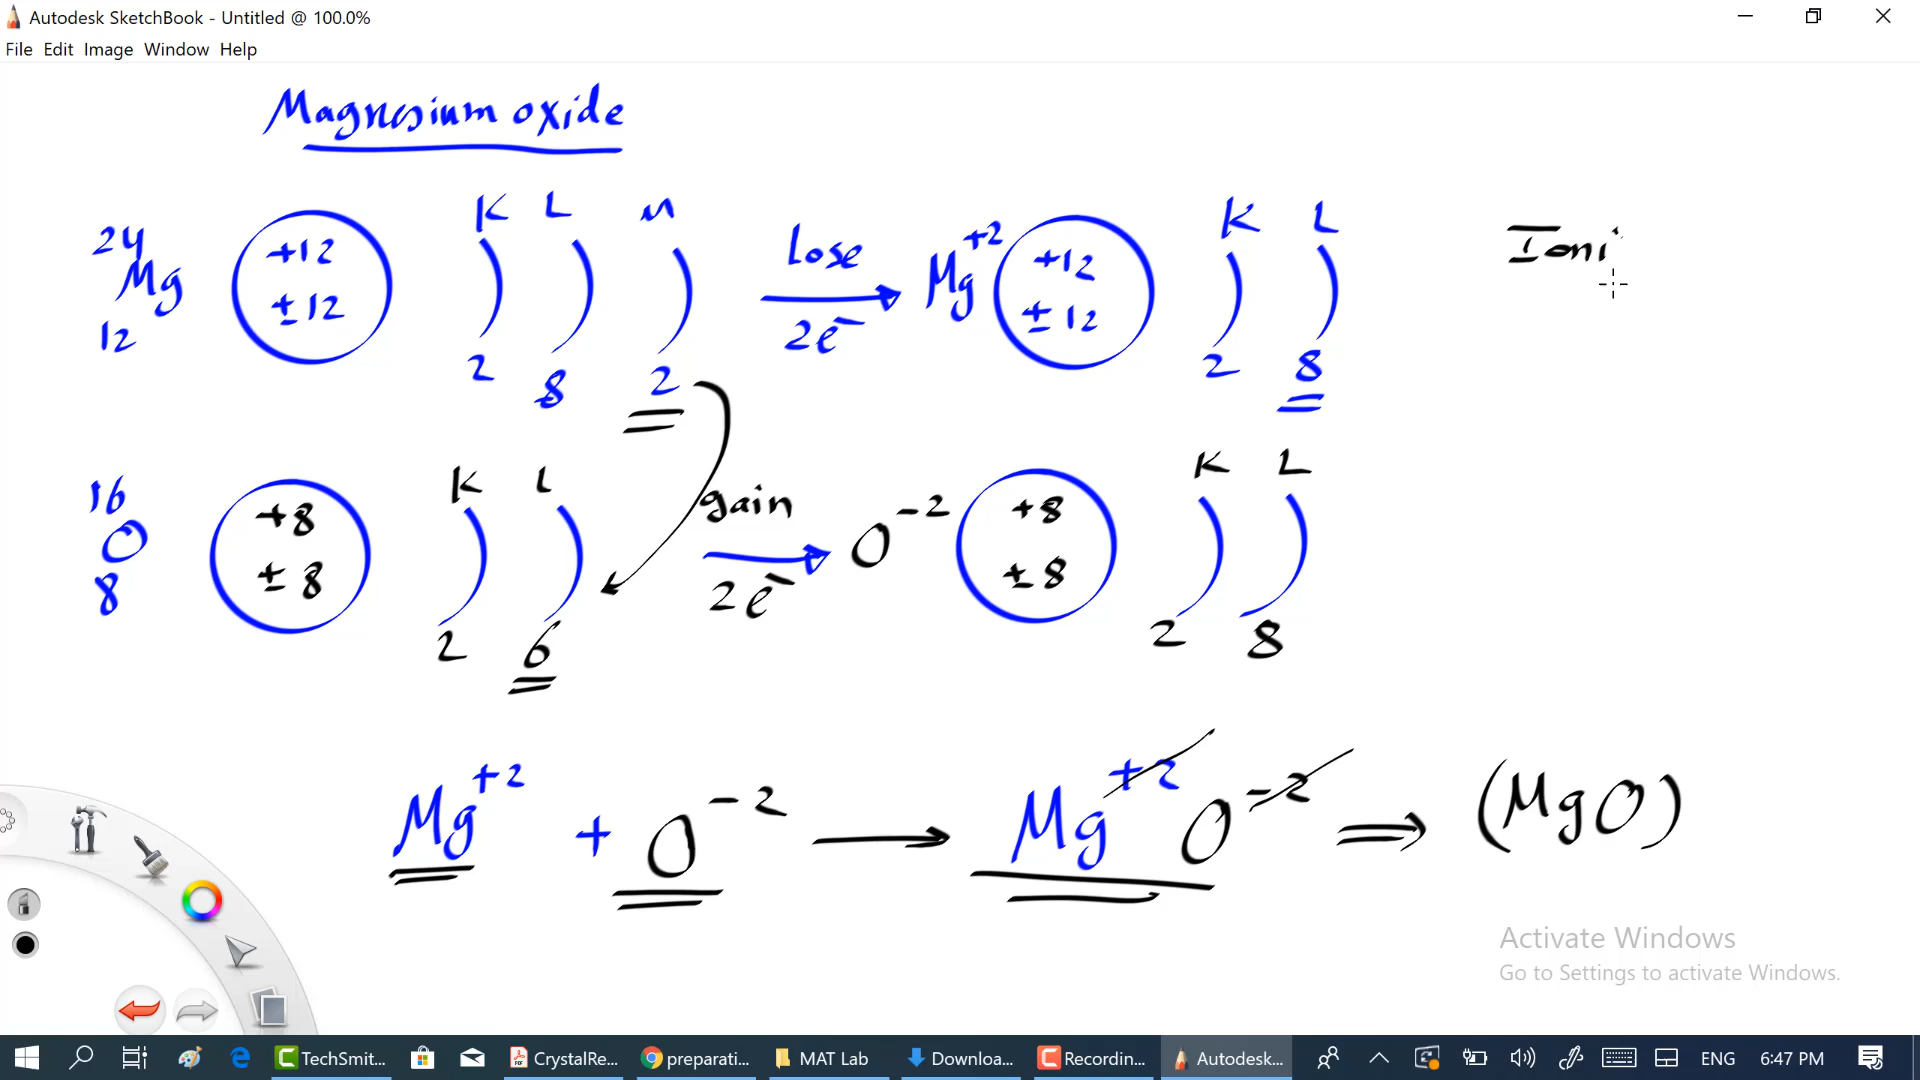 Autodesk SketchBook - Untitled @ 100.0%
File Edit Image Window Help
Magnesium oxide
24
Mg
12
+12
± 12
K L M
2 8 2
Lose
2e⁻
Mg+2
+12
± 12
K L
2 8
Ioni
16
O
8
+8
± 8
K L
2 6
gain
2e⁻
O-2
+8
± 8
K L
2 8
Mg+2 + O-2 → Mg+2 O-2 ⇒ (MgO)
Activate Windows
Go to Settings to activate Windows.
TechSmit... CrystalRe... preparati... MAT Lab Downloa... Recordin... Autodesk... ENG 6:47 PM